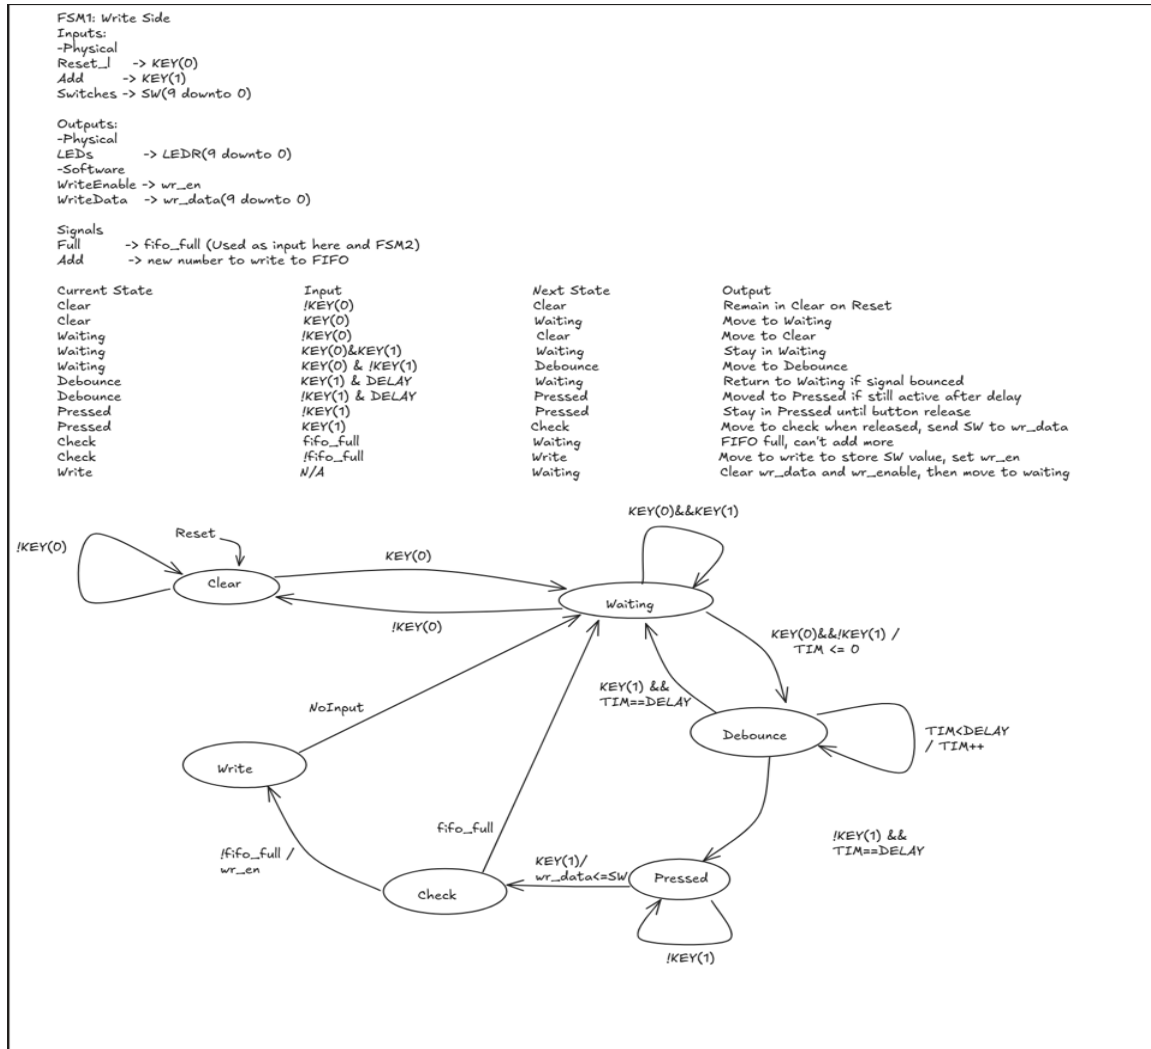 FSM1: Write Side
Inputs:
-Physical
Reset_l -> KEY(0)
Add -> KEY(1)
Switches -> SW(9 downto 0)
Outputs:
-Physical
LEDs -> LEDR(9 downto 0)
-Software
WriteEnable -> wr_en
WriteData -> wr_data(9 downto 0)
Signals
Full -> fifo_full (Used as input here and FSM2)
Add -> new number to write to FIFO
Current State Input Next State Output
Clear !KEY(0) Clear Remain in Clear on Reset
Clear KEY(0) Waiting Move to Waiting
Waiting !KEY(0) Clear Move to Clear
Waiting KEY(0)&KEY(1) Waiting Stay in Waiting
Waiting KEY(0) & !KEY(1) Debounce Move to Debounce
Debounce KEY(1) & DELAY Waiting Return to Waiting if signal bounced
Debounce !KEY(1) & DELAY Pressed Moved to Pressed if still active after delay
Pressed !KEY(1) Pressed Stay in Pressed until button release
Pressed KEY(1) Check Move to check when released, send SW to wr_data
Check fifo_full Waiting FIFO full, can't add more
Check !fifo_full Write Move to write to store SW value, set wr_en
Write N/A Waiting Clear wr_data and wr_enable, then move to waiting
KEY(0)&&KEY(1)
Reset
!KEY(0)
KEY(0)
Clear
Waiting
!KEY(0)
KEY(0)&&!KEY(1) /
TIM <= 0
KEY(1) &&
TIM==DELAY
NoInput
Debounce
TIM<DELAY
/ TIM++
Write
fifo_full
!KEY(1) &&
TIM==DELAY
!fifo_full /
wr_en
KEY(1)/
wr_data<=SW
Pressed
Check
!KEY(1)